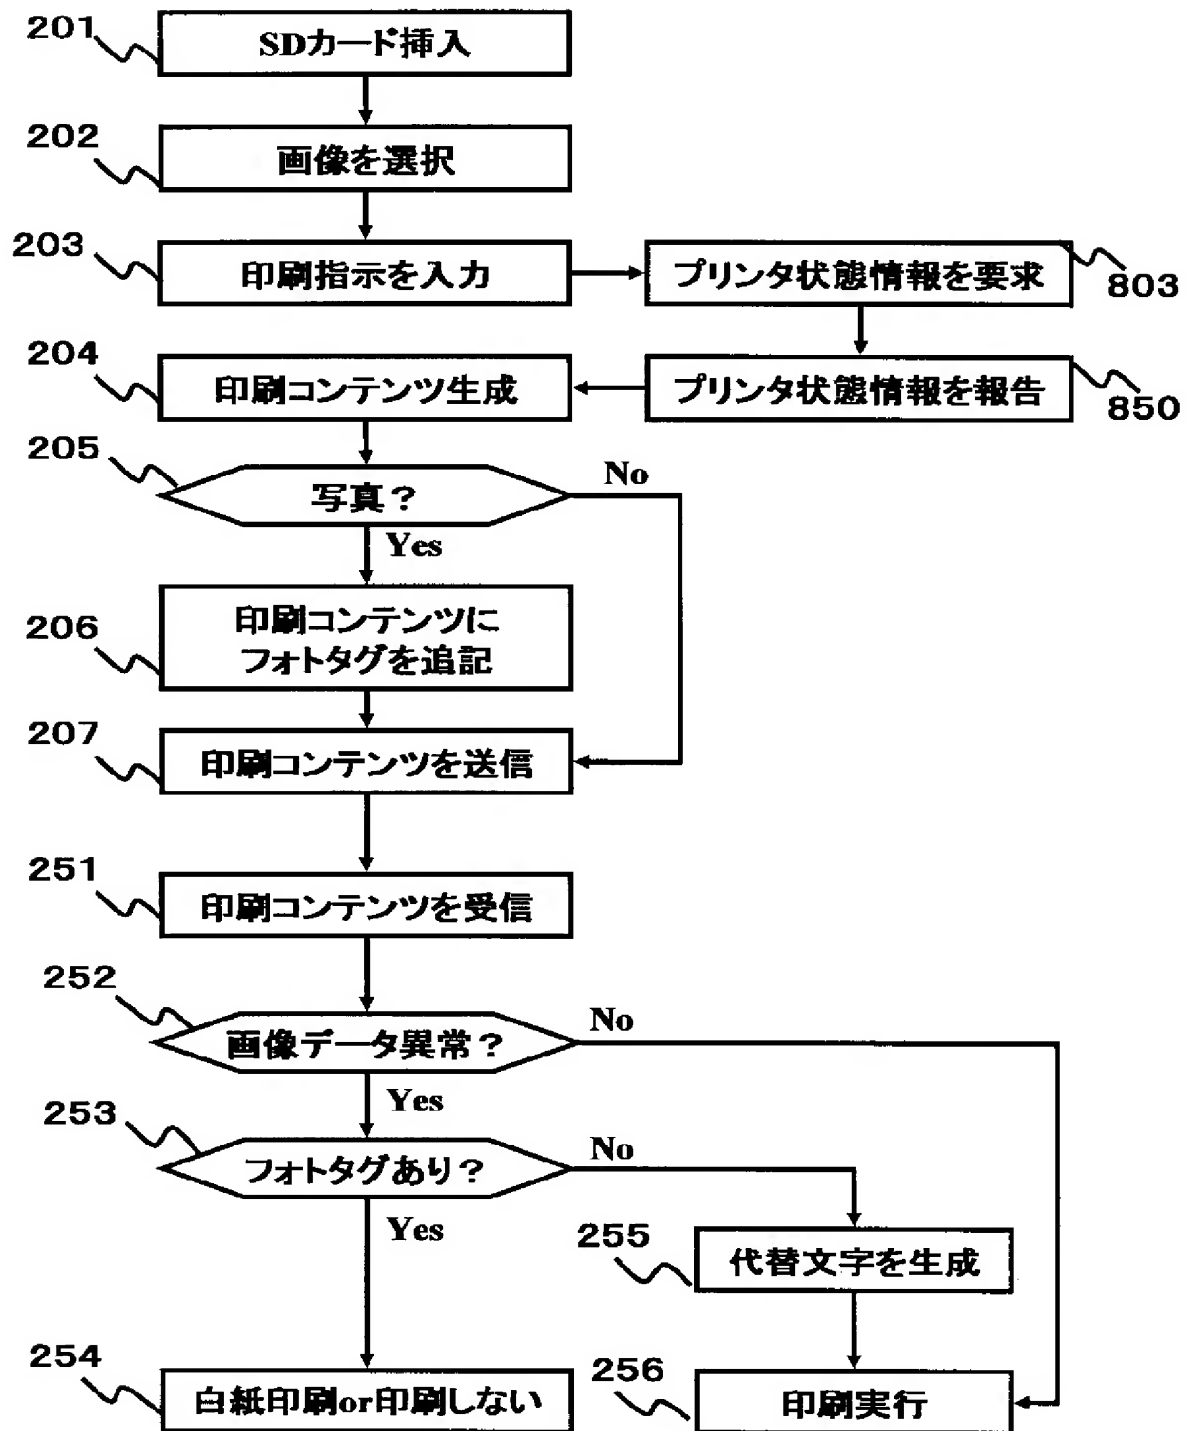 201
SDカード挿入
202
画像を選択
203
印刷指示を入力
プリンタ状態情報を要求
803
204
印刷コンテンツ生成
プリンタ状態情報を報告
850
205
写真？
No
Yes
206
印刷コンテンツに
フォトタグを追記
207
印刷コンテンツを送信
251
印刷コンテンツを受信
252
画像データ異常？
No
Yes
253
フォトタグあり？
No
Yes
255
代替文字を生成
254
白紙印刷or印刷しない
256
印刷実行